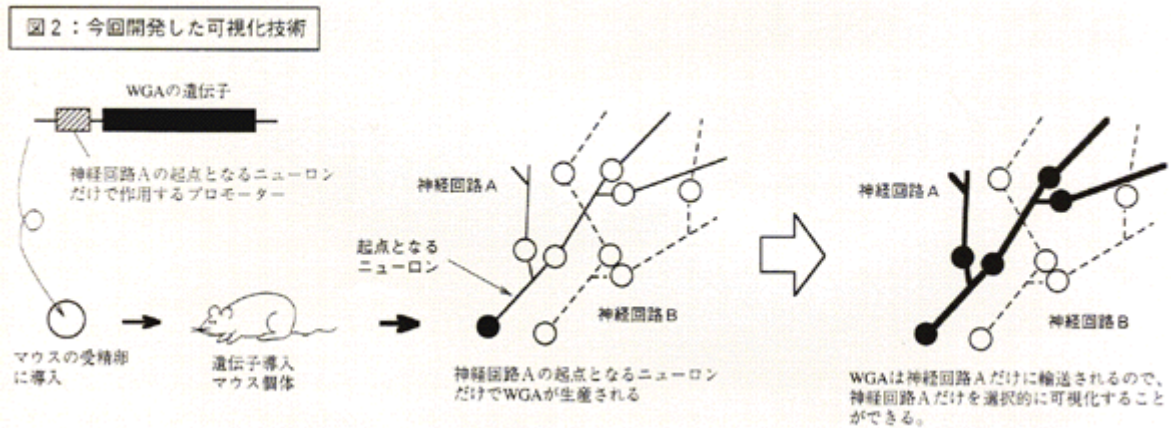 図2：今回開発した可視化技術
WGAの遺伝子
神経回路Aの起点となるニューロン
だけで作用するプロモーター
マウスの受精卵
に導入
遺伝子導入
マウス個体
神経回路A
起点となる
ニューロン
神経回路B
神経回路Aの起点となるニューロン
だけでWGAが生産される
神経回路A
神経回路B
WGAは神経回路Aだけに輸送されるので、
神経回路Aだけを選択的に可視化すること
ができる。